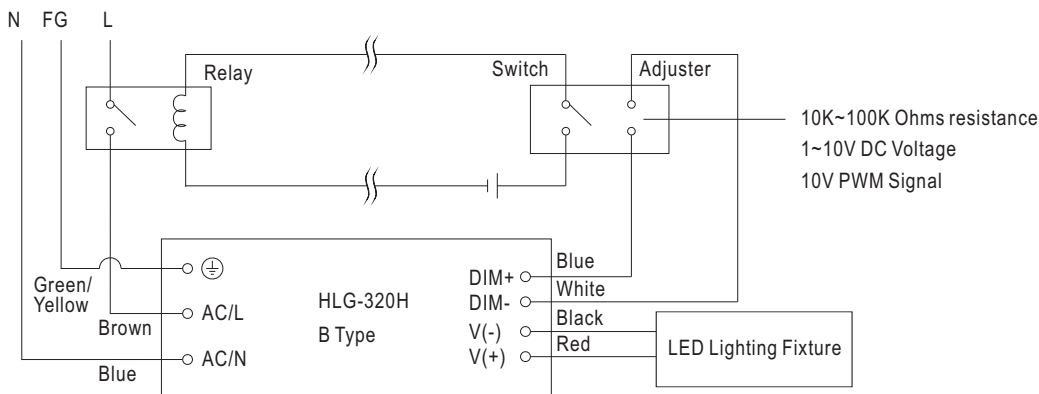 N FG L
Relay
Switch
Adjuster
10K~100K Ohms resistance
1~10V DC Voltage
10V PWM Signal
Green/
Yellow
Brown
Blue
AC/L
AC/N
HLG-320H
B Type
DIM+
DIM-
V(-)
V(+)
Blue
White
Black
Red
LED Lighting Fixture